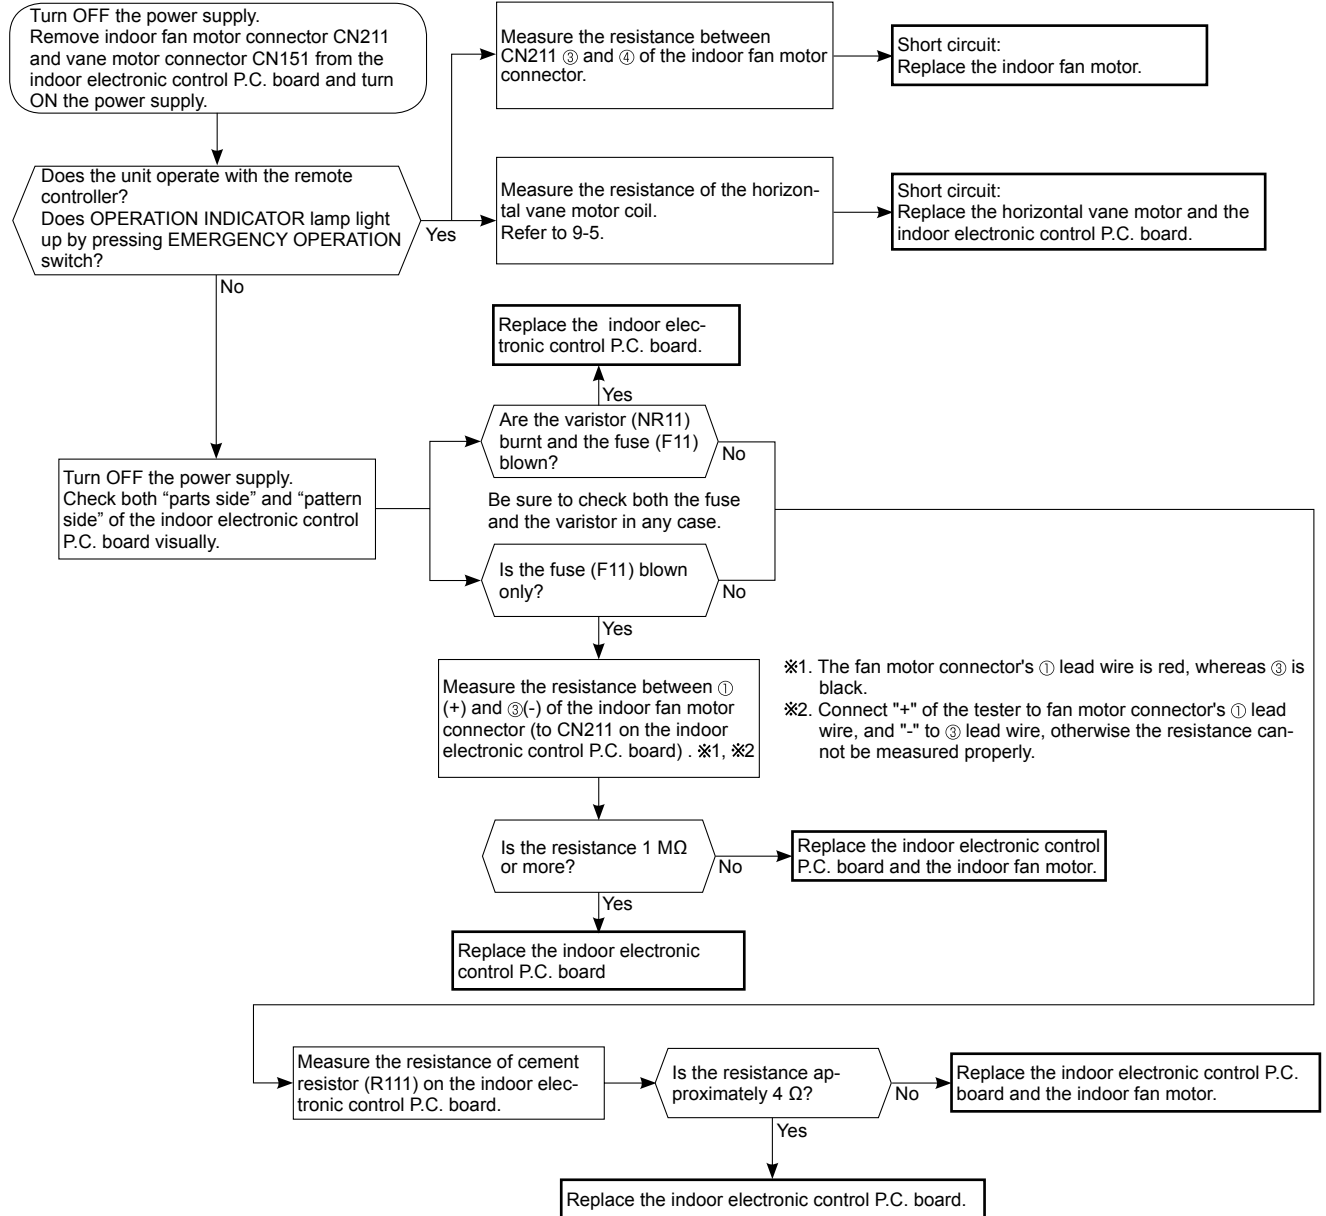 Turn OFF the power supply.
Remove indoor fan motor connector CN211
and vane motor connector CN151 from the
indoor electronic control P.C. board and turn
ON the power supply.
Measure the resistance between
CN211 ③ and ④ of the indoor fan motor
connector.
Short circuit:
Replace the indoor fan motor.
Does the unit operate with the remote
controller?
Does OPERATION INDICATOR lamp light
up by pressing EMERGENCY OPERATION
switch?
Yes
Measure the resistance of the horizon-
tal vane motor coil.
Refer to 9-5.
Short circuit:
Replace the horizontal vane motor and the
indoor electronic control P.C. board.
No
Replace the indoor elec-
tronic control P.C. board.
Yes
Are the varistor (NR11)
burnt and the fuse (F11)
blown?
No
Turn OFF the power supply.
Check both “parts side” and “pattern
side” of the indoor electronic control
P.C. board visually.
Be sure to check both the fuse
and the varistor in any case.
Is the fuse (F11) blown
only?
No
Yes
Measure the resistance between ①
(+) and ③(-) of the indoor fan motor
connector (to CN211 on the indoor
electronic control P.C. board) . ※1, ※2
※1. The fan motor connector's ① lead wire is red, whereas ③ is
black.
※2. Connect "+" of the tester to fan motor connector's ① lead
wire, and "-" to ③ lead wire, otherwise the resistance can-
not be measured properly.
Is the resistance 1 MΩ
or more?
No
Replace the indoor electronic control
P.C. board and the indoor fan motor.
Yes
Replace the indoor electronic
control P.C. board
Measure the resistance of cement
resistor (R111) on the indoor elec-
tronic control P.C. board.
Is the resistance ap-
proximately 4 Ω?
No
Replace the indoor electronic control P.C.
board and the indoor fan motor.
Yes
Replace the indoor electronic control P.C. board.